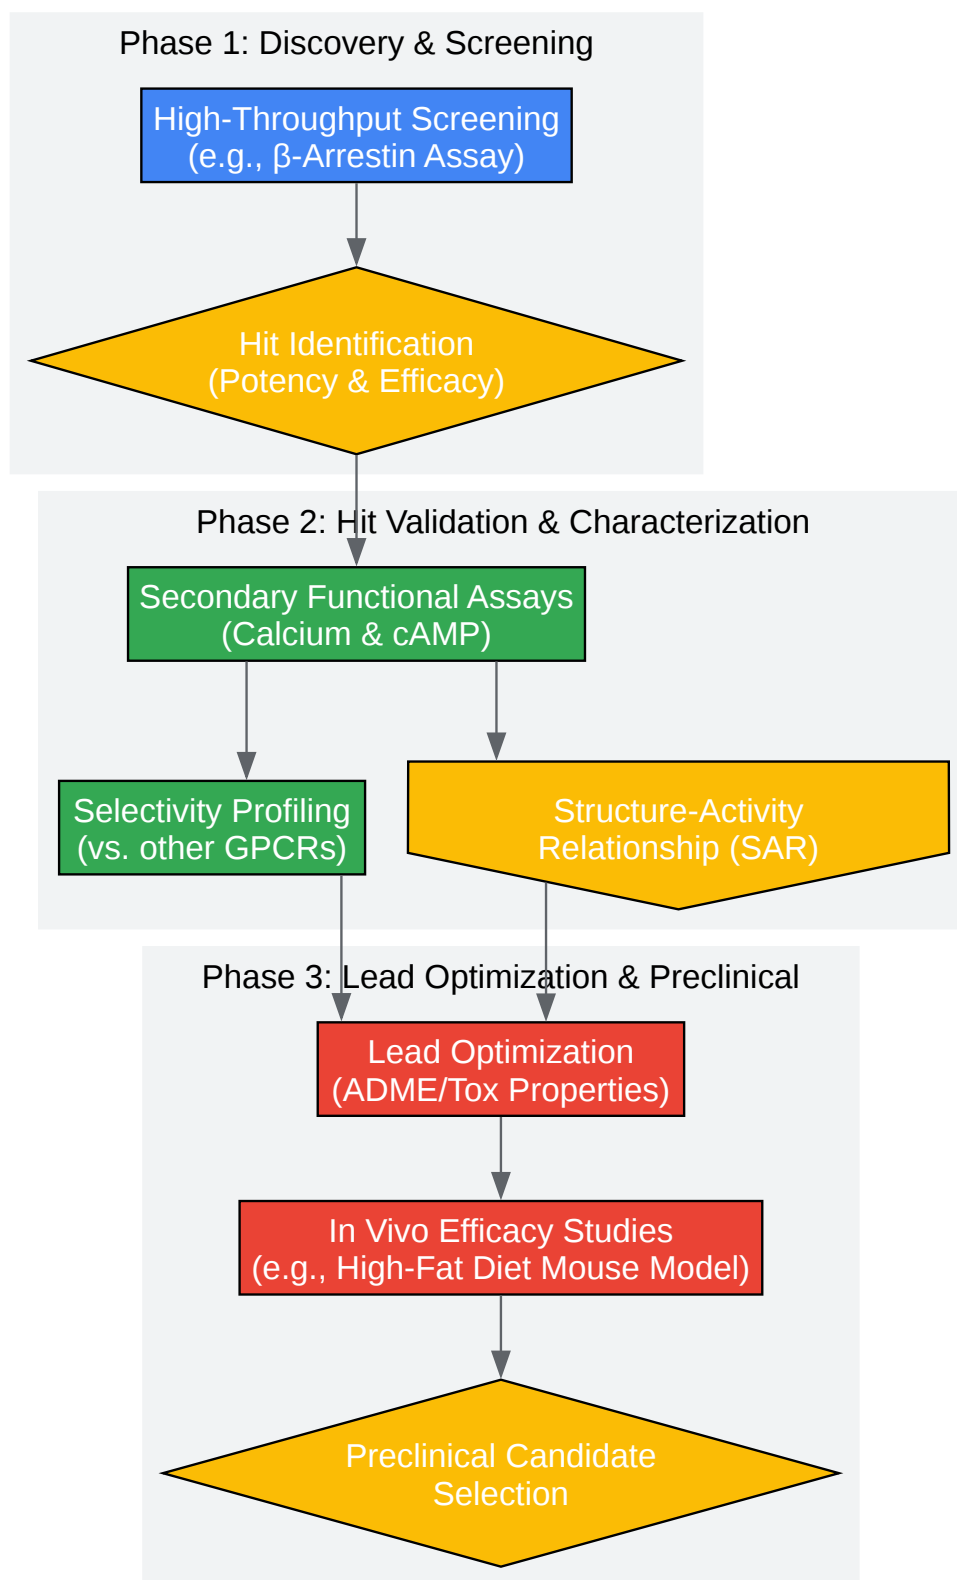 Phase 1: Discovery & Screening
High-Throughput Screening
(e.g., β-Arrestin Assay)
Hit Identification
(Potency & Efficacy)
Phase 2: Hit Validation & Characterization
Secondary Functional Assays
(Calcium & cAMP)
Selectivity Profiling
(vs. other GPCRs)
Structure-Activity
Relationship (SAR)
Phase 3: Lead Optimization & Preclinical
Lead Optimization
(ADME/Tox Properties)
In Vivo Efficacy Studies
(e.g., High-Fat Diet Mouse Model)
Preclinical Candidate
Selection